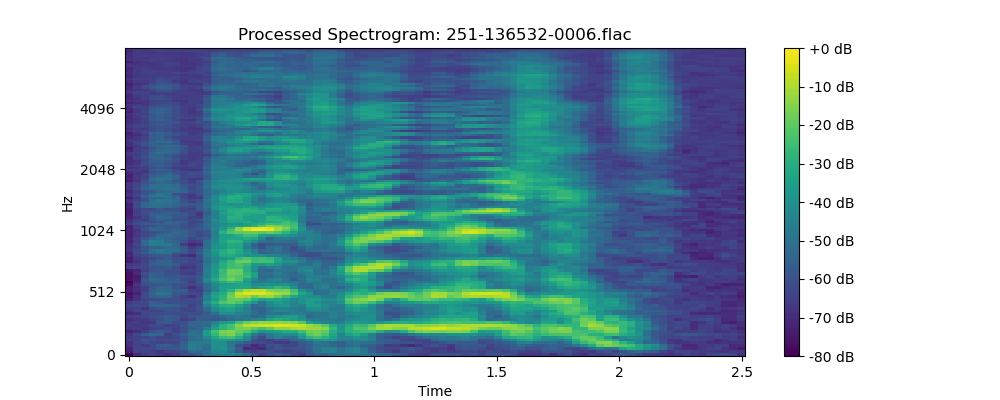 Processed Spectrogram: 251-136532-0006.flac
Hz
4096
2048
1024
512
0
0
0.5
1
1.5
2
2.5
Time
+0 dB
-10 dB
-20 dB
-30 dB
-40 dB
-50 dB
-60 dB
-70 dB
-80 dB